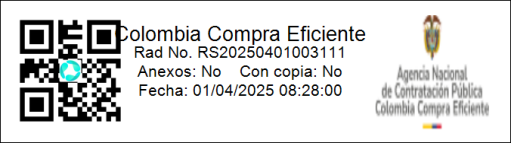 Colombia Compra Eficiente
Rad No. RS20250401003111
Anexos: No Con copia: No
Fecha: 01/04/2025 08:28:00
Agencia Nacional
de Contratación Pública
Colombia Compra Eficiente